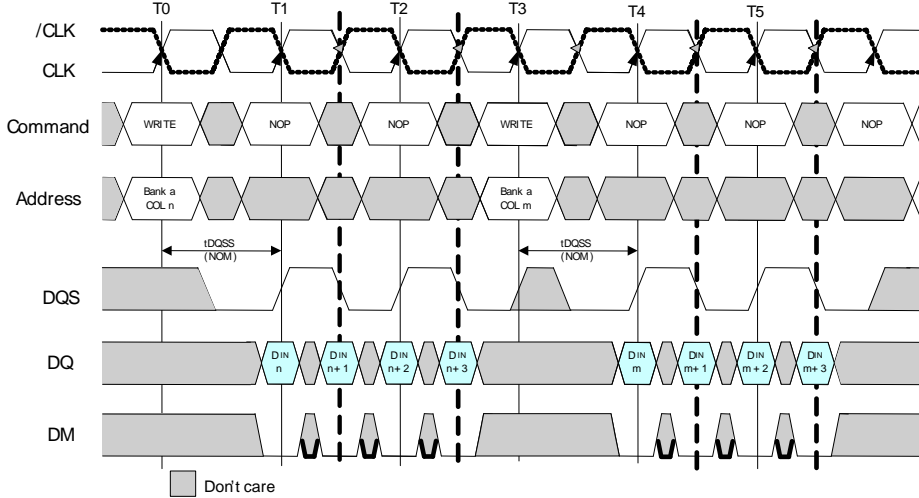 T0 T1 T2 T3 T4 T5
/CLK
CLK
Command WRITE NOP NOP WRITE NOP NOP NOP
Address Bank a Bank a
COL n COL m
tDQSS tDQSS
(NOM) (NOM)
DQS
DQ DIN DIN DIN DIN DIN DIN DIN DIN
n n+1 n+2 n+3 m m+1 m+2 m+3
DM
Don't care